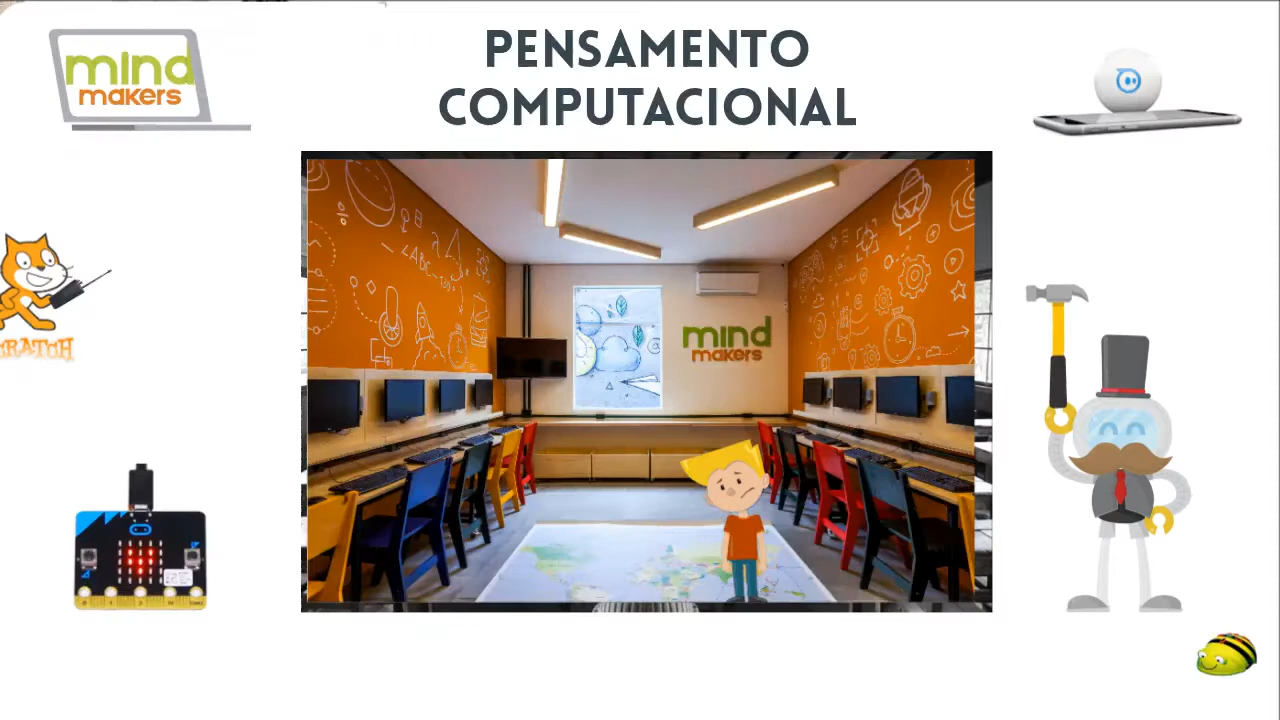 PENSAMENTO
COMPUTACIONAL
mind
makers
mind
makers